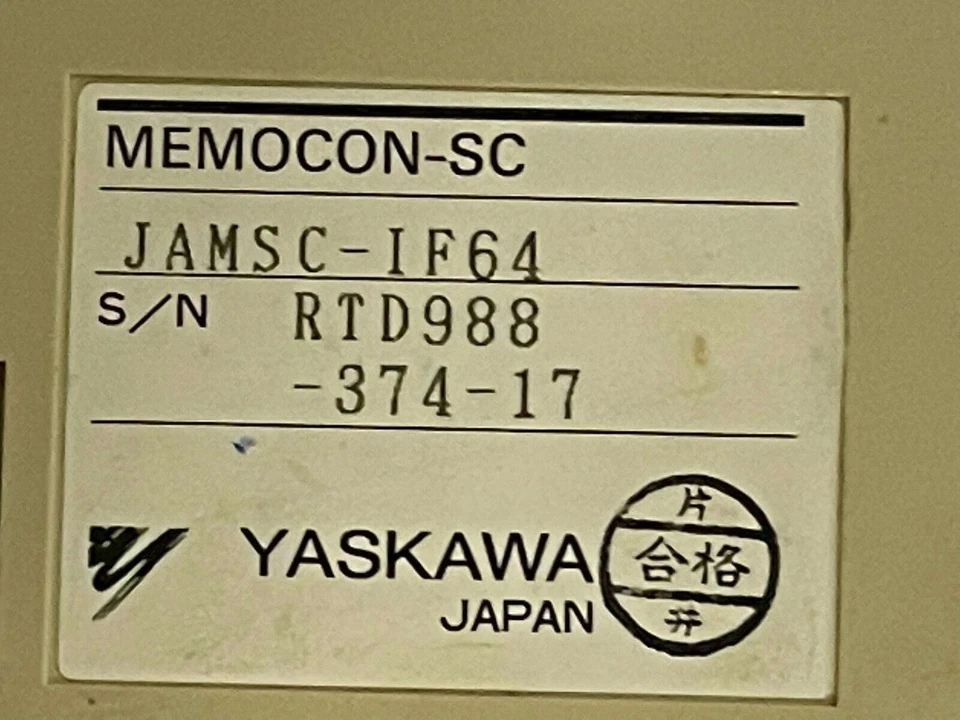 MEMOCON-SC
JAMSC-IF64
S/N RTD988
-374-17
YASKAWA
JAPAN
片
合格
井